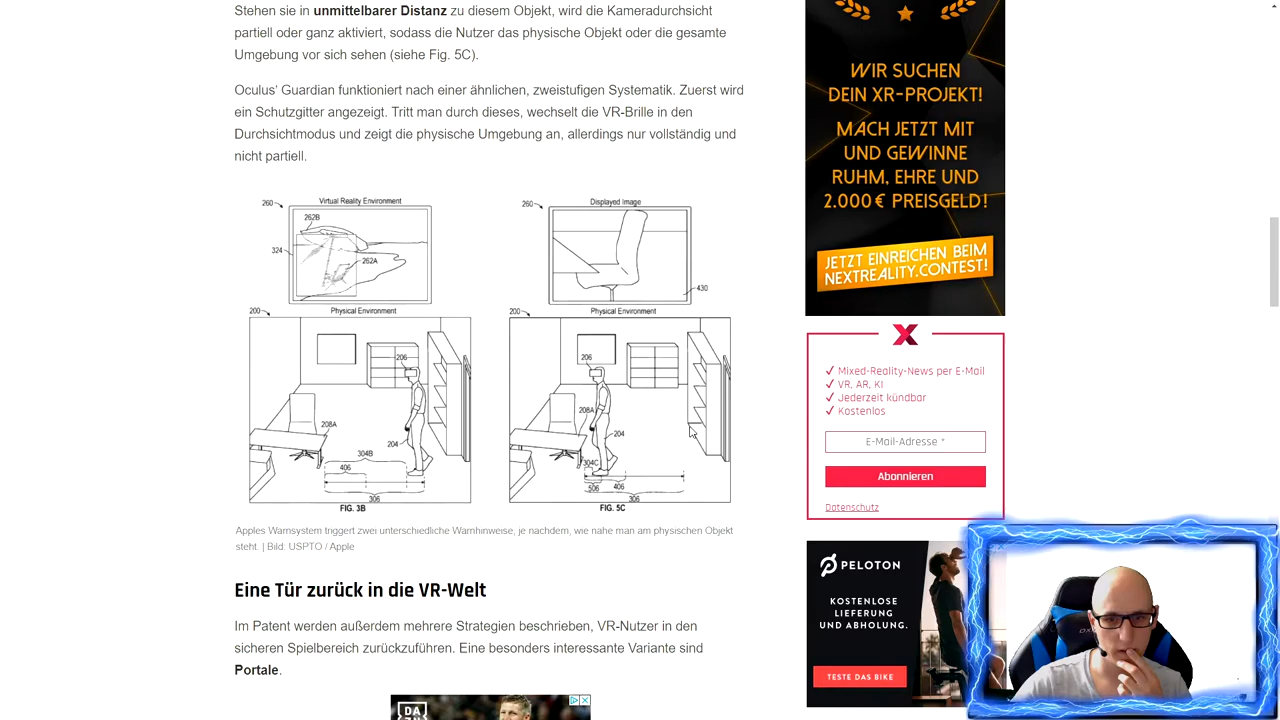 Stehen sie in unmittelbarer Distanz zu diesem Objekt, wird die Kameradurchsicht
partiell oder ganz aktiviert, sodass die Nutzer das physische Objekt oder die gesamte
Umgebung vor sich sehen (siehe Fig. 5C).
Oculus' Guardian funktioniert nach einer ähnlichen, zweistufigen Systematik. Zuerst wird
ein Schutzgitter angezeigt. Tritt man durch dieses, wechselt die VR-Brille in den
Durchsichtmodus und zeigt die physische Umgebung an, allerdings nur vollständig und
nicht partiell.
260
Virtual Reality Environment
262B
324
262A
200
Physical Environment
206
208A
204
304B
406
306
FIG. 3B
260
Displayed Image
430
200
Physical Environment
206
208A
204
304C
506
406
306
FIG. 5C
Apples Warnsystem triggert zwei unterschiedliche Warnhinweise, je nachdem, wie nahe man am physischen Objekt
steht. | Bild: USPTO / Apple
Eine Tür zurück in die VR-Welt
Im Patent werden außerdem mehrere Strategien beschrieben, VR-Nutzer in den
sicheren Spielbereich zurückzuführen. Eine besonders interessante Variante sind
Portale.
DA
WIR SUCHEN
DEIN XR-PROJEKT!
MACH JETZT MIT
UND GEWINNE
RUHM, EHRE UND
2.000 € PREISGELD!
JETZT EINREICHEN BEIM
NEXTREALITY.CONTEST!
✓ Mixed-Reality-News per E-Mail
✓ VR, AR, KI
✓ Jederzeit kündbar
✓ Kostenlos
E-Mail-Adresse *
Abonnieren
Datenschutz
PELOTON
KOSTENLOSE
LIEFERUNG
UND ABHOLUNG.
TESTE DAS BIKE